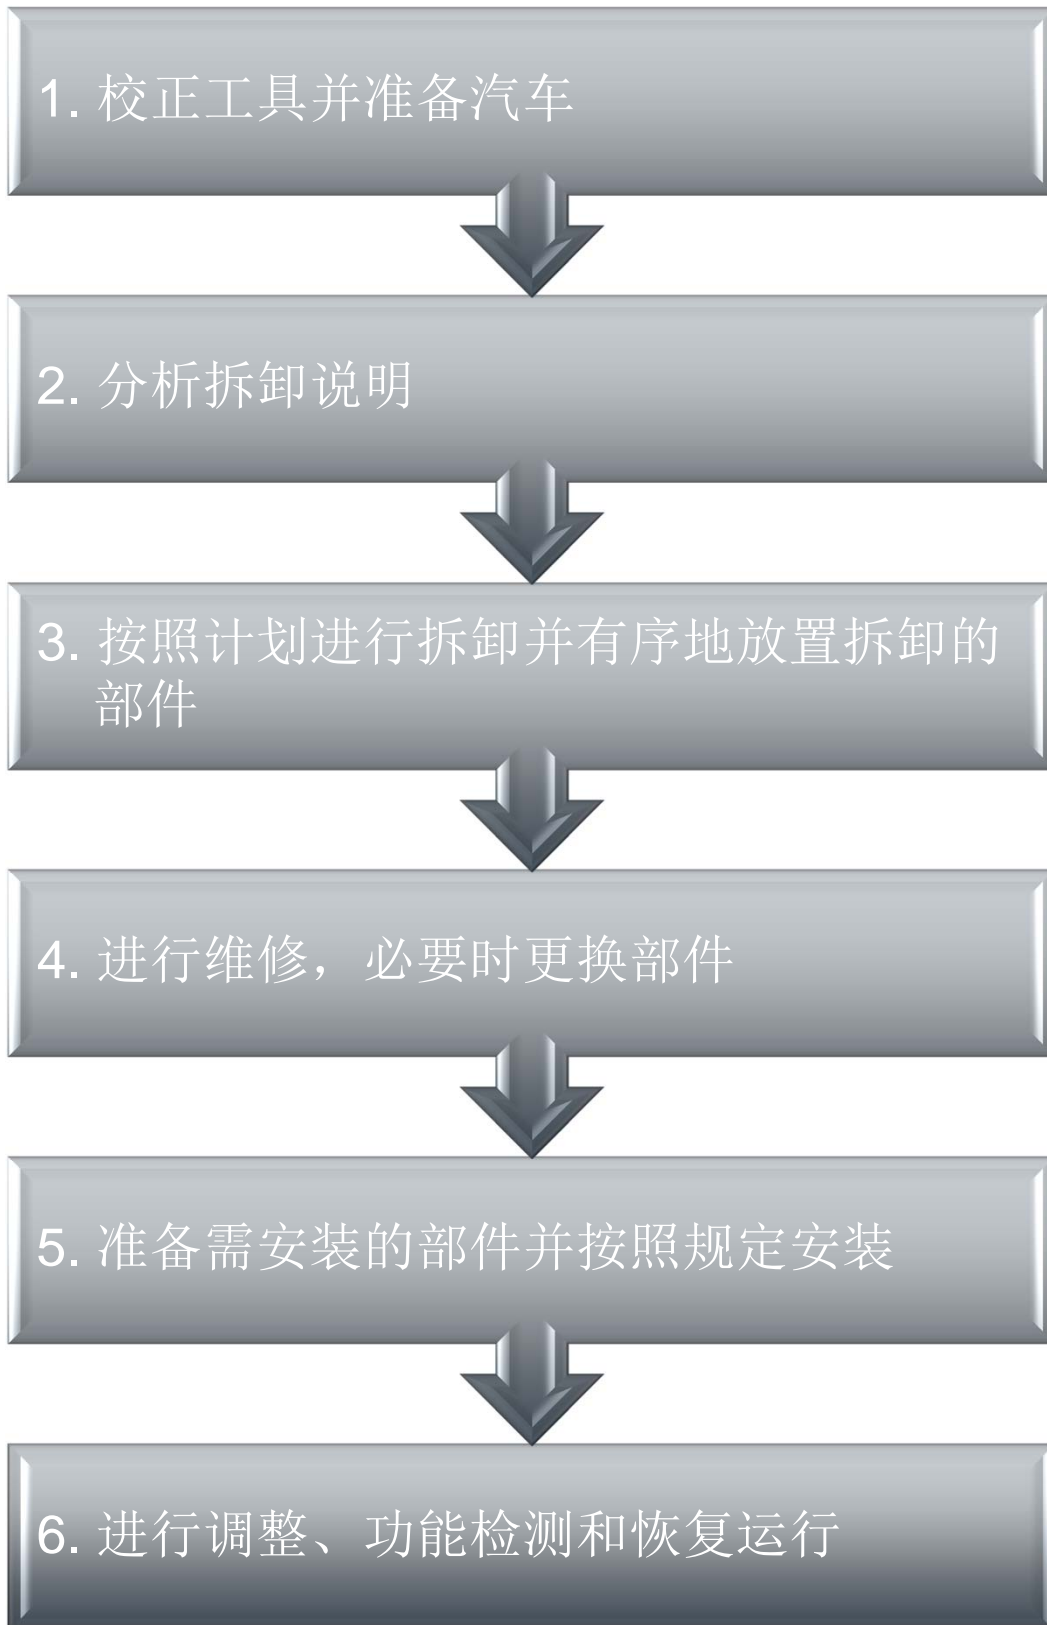 1. 校正工具并准备汽车
2. 分析拆卸说明
3. 按照计划进行拆卸并有序地放置拆卸的
部件
4. 进行维修，必要时更换部件
5. 准备需安装的部件并按照规定安装
6. 进行调整、功能检测和恢复运行